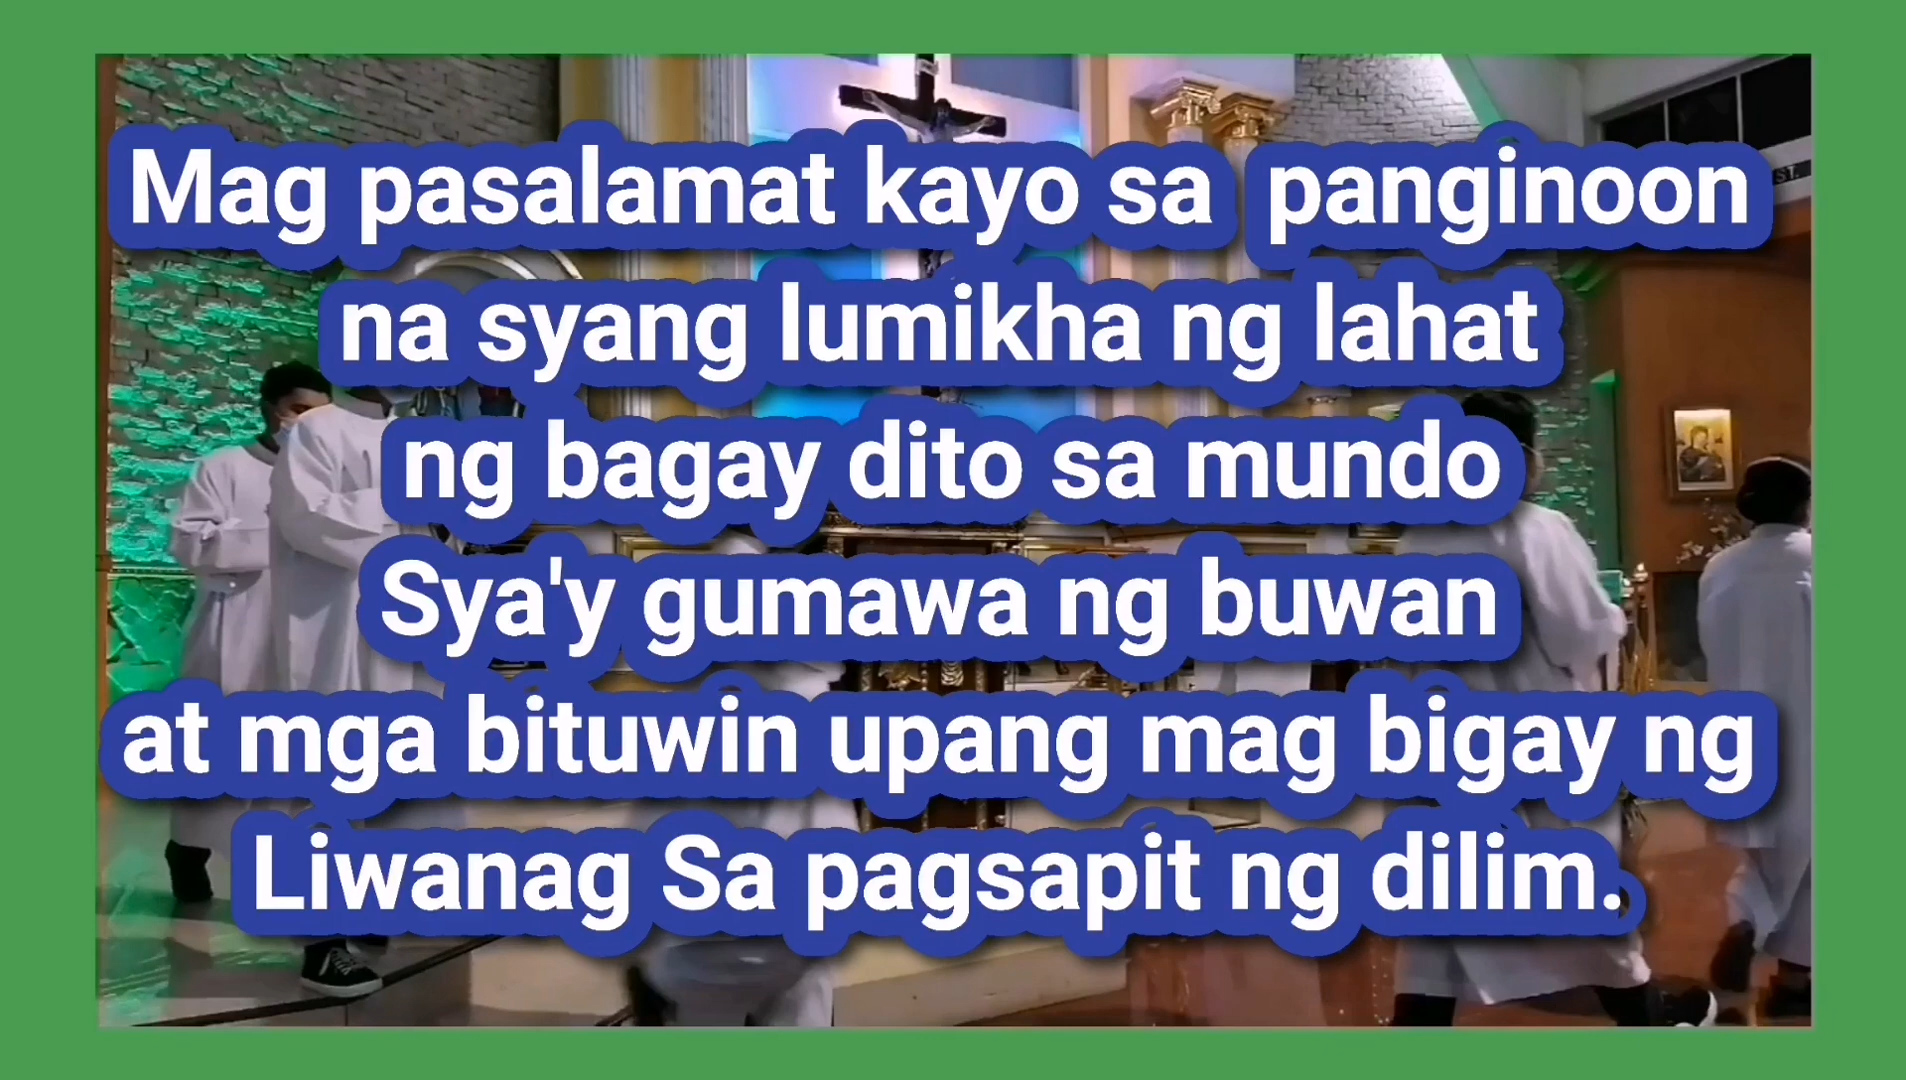 Mag pasalamat kayo sa panginoon
na syang lumikha ng lahat
ng bagay dito sa mundo
Sya'y gumawa ng buwan
at mga bituwin upang mag bigay ng
Liwanag Sa pagsapit ng dilim.
ST.